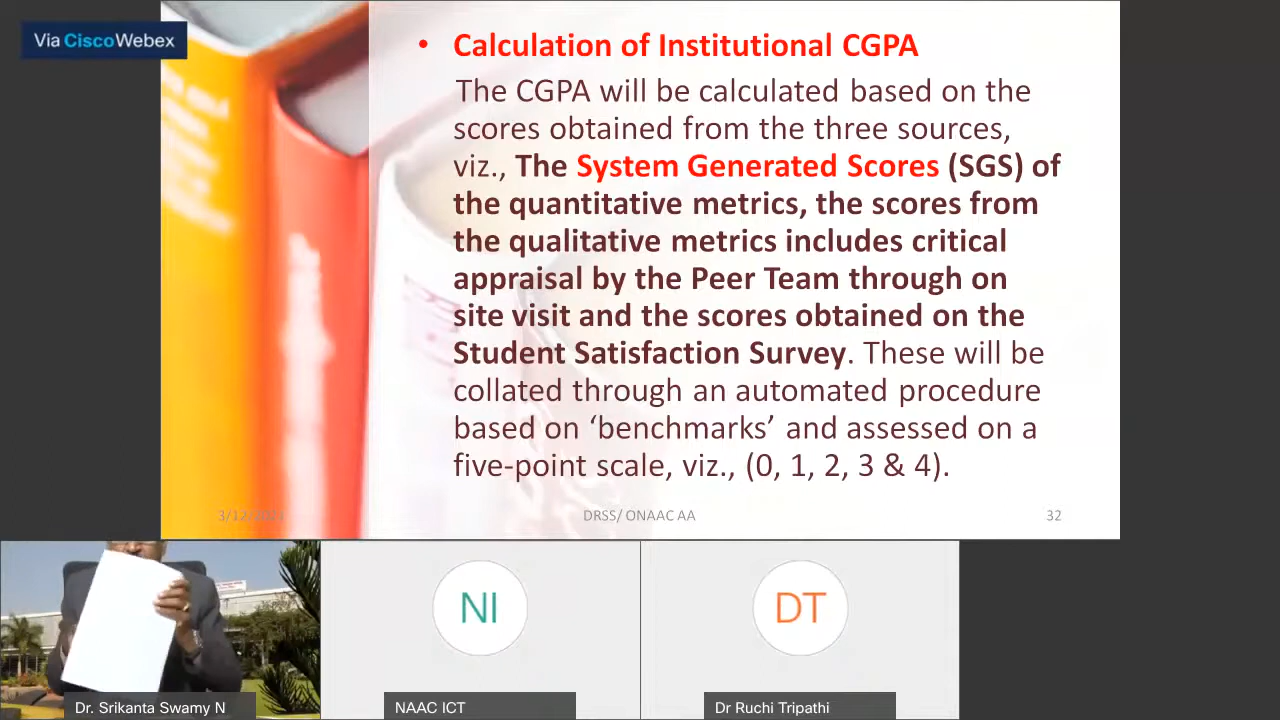 Via CiscoWebex
• Calculation of Institutional CGPA
The CGPA will be calculated based on the
scores obtained from the three sources,
viz., The System Generated Scores (SGS) of
the quantitative metrics, the scores from
the qualitative metrics includes critical
appraisal by the Peer Team through on
site visit and the scores obtained on the
Student Satisfaction Survey. These will be
collated through an automated procedure
based on ‘benchmarks’ and assessed on a
five-point scale, viz., (0, 1, 2, 3 & 4).
DRSS/ ONAAC AA
32
NI
DT
Dr. Srikanta Swamy N
NAAC ICT
Dr Ruchi Tripathi